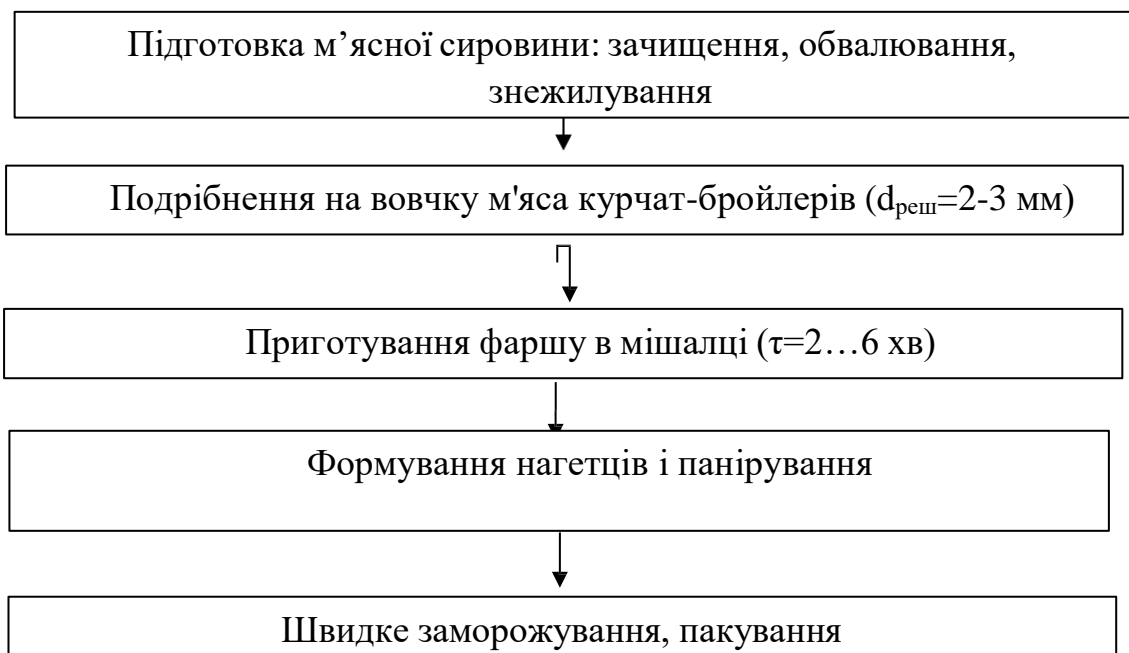 Підготовка м’ясної сировини: зачищення, обвалювання,
знежилування
Подрібнення на вовчку м'яса курчат-бройлерів (dреш=2-3 мм)
Приготування фаршу в мішалці (τ=2…6 хв)
Формування нагетців і панірування
Швидке заморожування, пакування